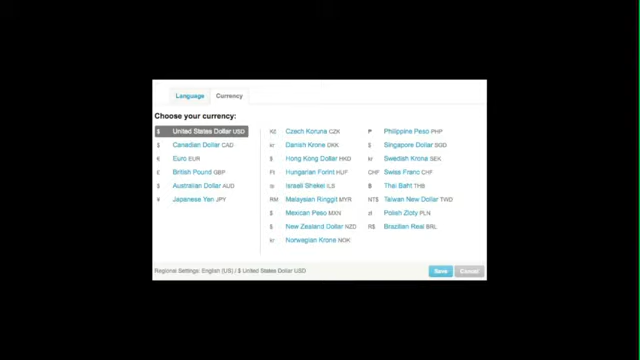 Language Currency
Choose your currency:
$ United States Dollar USD
$ Canadian Dollar CAD
€ Euro EUR
£ British Pound GBP
$ Australian Dollar AUD
¥ Japanese Yen JPY
Kč Czech Koruna CZK
kr Danish Krone DKK
$ Hong Kong Dollar HKD
Ft Hungarian Forint HUF
₪ Israeli Shekel ILS
RM Malaysian Ringgit MYR
$ Mexican Peso MXN
$ New Zealand Dollar NZD
kr Norwegian Krone NOK
₱ Philippine Peso PHP
$ Singapore Dollar SGD
kr Swedish Krona SEK
CHF Swiss Franc CHF
฿ Thai Baht THB
NT$ Taiwan New Dollar TWD
zł Polish Zloty PLN
R$ Brazilian Real BRL
Regional Settings: English (US) / $ United States Dollar USD
Save Cancel